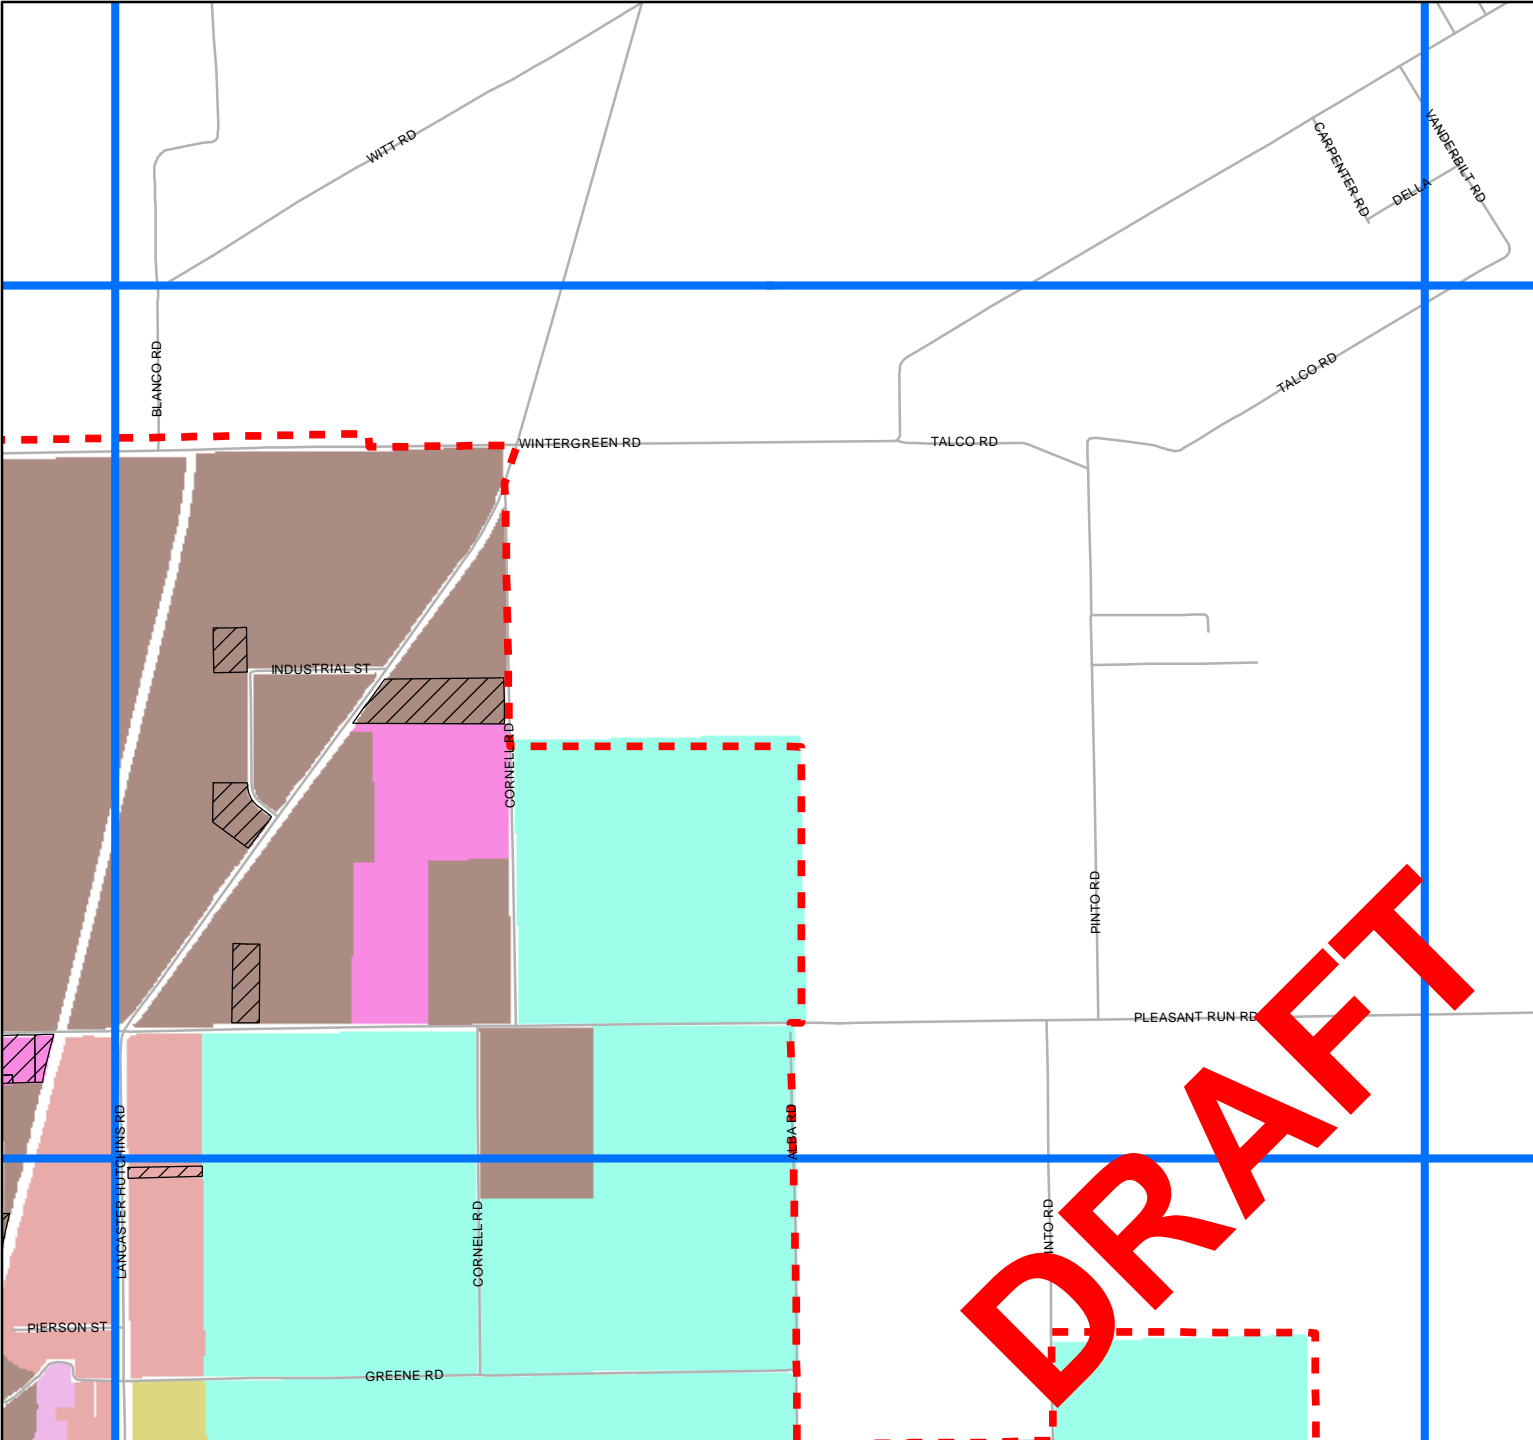 WITT RD
CARPENTER RD
VANDERBILT RD
DELLA
BLANCO RD
TALCO RD
WINTERGREEN RD
TALCO RD
INDUSTRIAL ST
CORNELL RD
PINTO RD
PLEASANT RUN RD
DRAFT
LANCASTER HUTCHINS RD
ALBA RD
CORNELL RD
INTO RD
PIERSON ST
GREENE RD